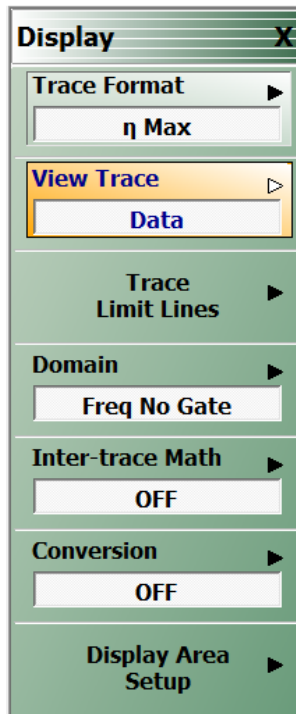 Display X
Trace Format
η Max
View Trace
Data
Trace
Limit Lines
Domain
Freq No Gate
Inter-trace Math
OFF
Conversion
OFF
Display Area
Setup